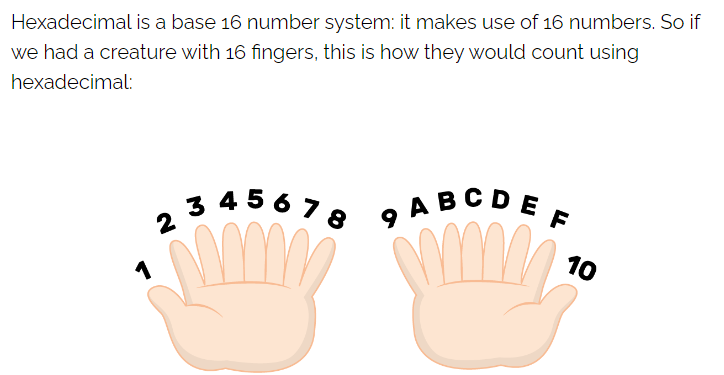 Hexadecimal is a base 16 number system: it makes use of 16 numbers. So if
we had a creature with 16 fingers, this is how they would count using
hexadecimal:
1 2 3 4 5 6 7 8 9 A B C D E F 10